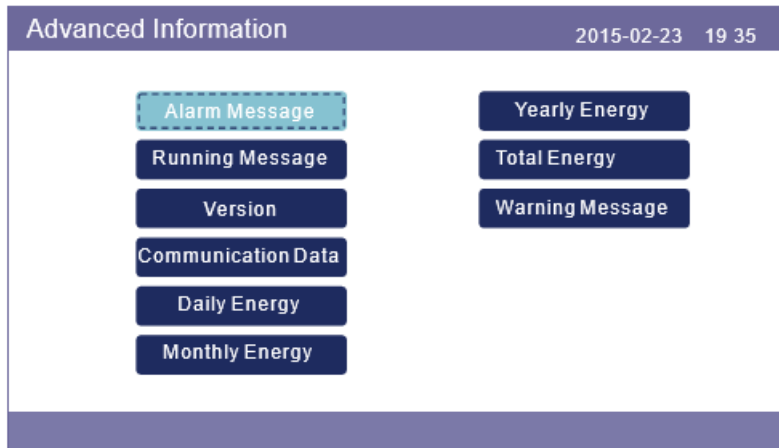 Advanced Information
2015-02-23 19 35
Alarm Message
Running Message
Version
Communication Data
Daily Energy
Monthly Energy
Yearly Energy
Total Energy
Warning Message